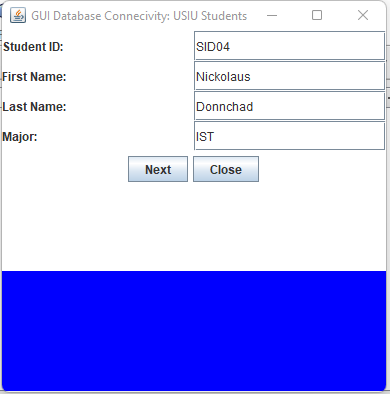 GUI Database Connecivity: USIU Students
Student ID: SID04
First Name: Nickolaus
Last Name: Donnchad
Major: IST
Next Close